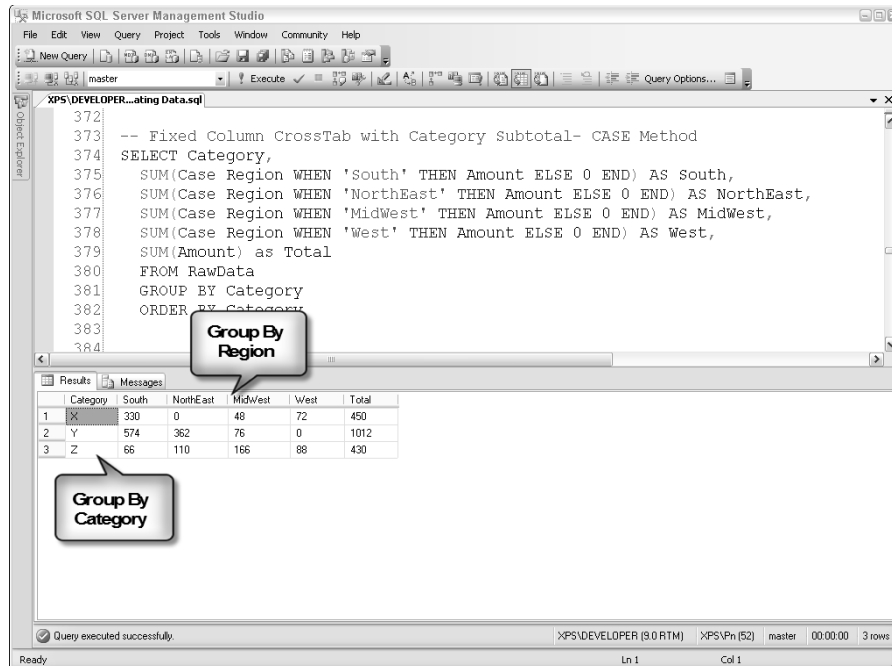 Microsoft SQL Server Management Studio
File Edit View Query Project Tools Window Community Help
New Query
master Execute Query Options...
XPS\DEVELOPER...ating Data.sql
Object Explorer
372
373 -- Fixed Column CrossTab with Category Subtotal- CASE Method
374 SELECT Category,
375 SUM(Case Region WHEN 'South' THEN Amount ELSE 0 END) AS South,
376 SUM(Case Region WHEN 'NorthEast' THEN Amount ELSE 0 END) AS NorthEast,
377 SUM(Case Region WHEN 'MidWest' THEN Amount ELSE 0 END) AS MidWest,
378 SUM(Case Region WHEN 'West' THEN Amount ELSE 0 END) AS West,
379 SUM(Amount) as Total
380 FROM RawData
381 GROUP BY Category
382 ORDER BY Category
383
384
Group By
Region
Results Messages
Category South NorthEast MidWest West Total
1 X 330 0 48 72 450
2 Y 574 362 76 0 1012
3 Z 66 110 166 88 430
Group By
Category
Query executed successfully. XPS\DEVELOPER (9.0 RTM) XPS\Pn (52) master 00:00:00 3 rows
Ready Ln 1 Col 1